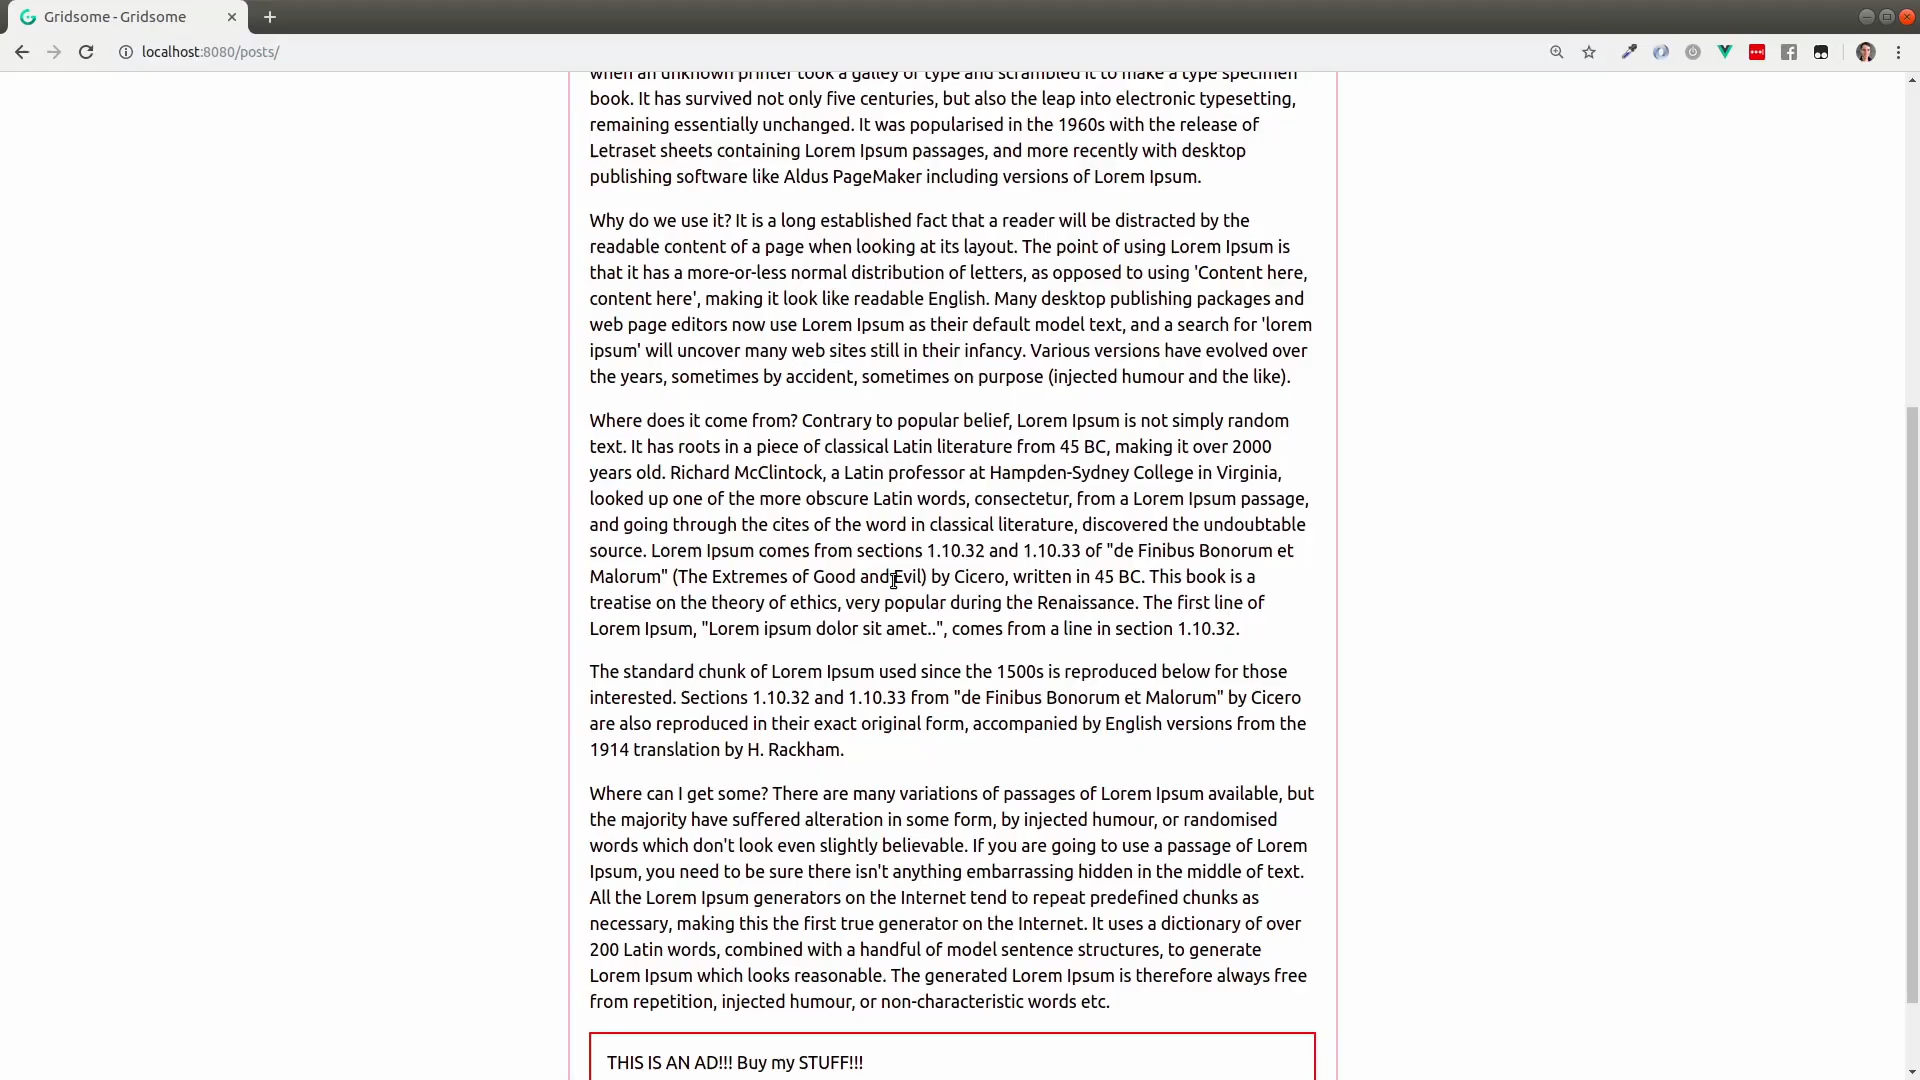 Gridsome - Gridsome
localhost:8080/posts/
when an unknown printer took a galley of type and scrambled it to make a type specimen
book. It has survived not only five centuries, but also the leap into electronic typesetting,
remaining essentially unchanged. It was popularised in the 1960s with the release of
Letraset sheets containing Lorem Ipsum passages, and more recently with desktop
publishing software like Aldus PageMaker including versions of Lorem Ipsum.
Why do we use it? It is a long established fact that a reader will be distracted by the
readable content of a page when looking at its layout. The point of using Lorem Ipsum is
that it has a more-or-less normal distribution of letters, as opposed to using 'Content here,
content here', making it look like readable English. Many desktop publishing packages and
web page editors now use Lorem Ipsum as their default model text, and a search for 'lorem
ipsum' will uncover many web sites still in their infancy. Various versions have evolved over
the years, sometimes by accident, sometimes on purpose (injected humour and the like).
Where does it come from? Contrary to popular belief, Lorem Ipsum is not simply random
text. It has roots in a piece of classical Latin literature from 45 BC, making it over 2000
years old. Richard McClintock, a Latin professor at Hampden-Sydney College in Virginia,
looked up one of the more obscure Latin words, consectetur, from a Lorem Ipsum passage,
and going through the cites of the word in classical literature, discovered the undoubtable
source. Lorem Ipsum comes from sections 1.10.32 and 1.10.33 of "de Finibus Bonorum et
Malorum" (The Extremes of Good and Evil) by Cicero, written in 45 BC. This book is a
treatise on the theory of ethics, very popular during the Renaissance. The first line of
Lorem Ipsum, "Lorem ipsum dolor sit amet..", comes from a line in section 1.10.32.
The standard chunk of Lorem Ipsum used since the 1500s is reproduced below for those
interested. Sections 1.10.32 and 1.10.33 from "de Finibus Bonorum et Malorum" by Cicero
are also reproduced in their exact original form, accompanied by English versions from the
1914 translation by H. Rackham.
Where can I get some? There are many variations of passages of Lorem Ipsum available, but
the majority have suffered alteration in some form, by injected humour, or randomised
words which don't look even slightly believable. If you are going to use a passage of Lorem
Ipsum, you need to be sure there isn't anything embarrassing hidden in the middle of text.
All the Lorem Ipsum generators on the Internet tend to repeat predefined chunks as
necessary, making this the first true generator on the Internet. It uses a dictionary of over
200 Latin words, combined with a handful of model sentence structures, to generate
Lorem Ipsum which looks reasonable. The generated Lorem Ipsum is therefore always free
from repetition, injected humour, or non-characteristic words etc.
THIS IS AN AD!!! Buy my STUFF!!!